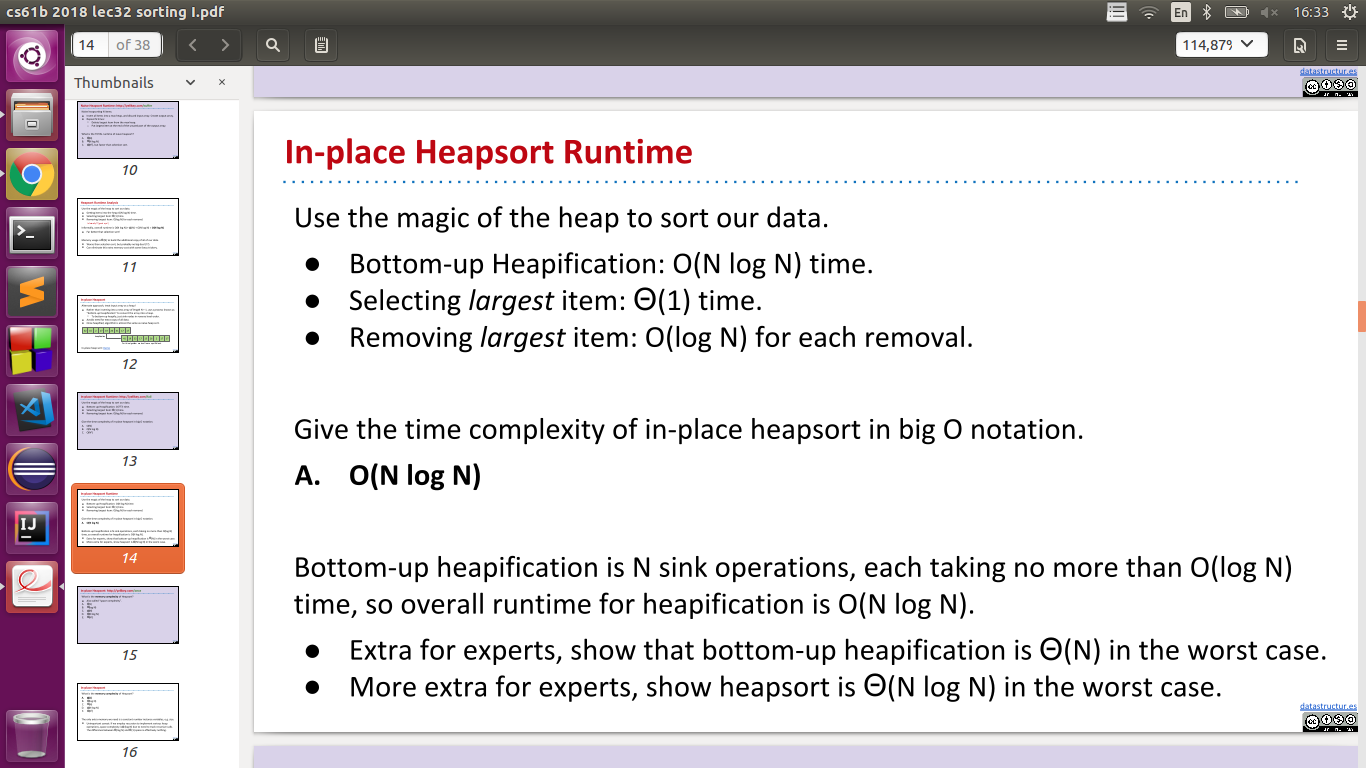 cs61b 2018 lec32 sorting I.pdf
En
16:33
14 of 38
114,87%
Thumbnails
10
11
12
13
14
15
16
datastructur.es
In-place Heapsort Runtime
Use the magic of the heap to sort our data.
● Bottom-up Heapification: O(N log N) time.
● Selecting largest item: Θ(1) time.
● Removing largest item: O(log N) for each removal.
Give the time complexity of in-place heapsort in big O notation.
A. O(N log N)
Bottom-up heapification is N sink operations, each taking no more than O(log N)
time, so overall runtime for heapification is O(N log N).
● Extra for experts, show that bottom-up heapification is Θ(N) in the worst case.
● More extra for experts, show heapsort is Θ(N log N) in the worst case.
datastructur.es